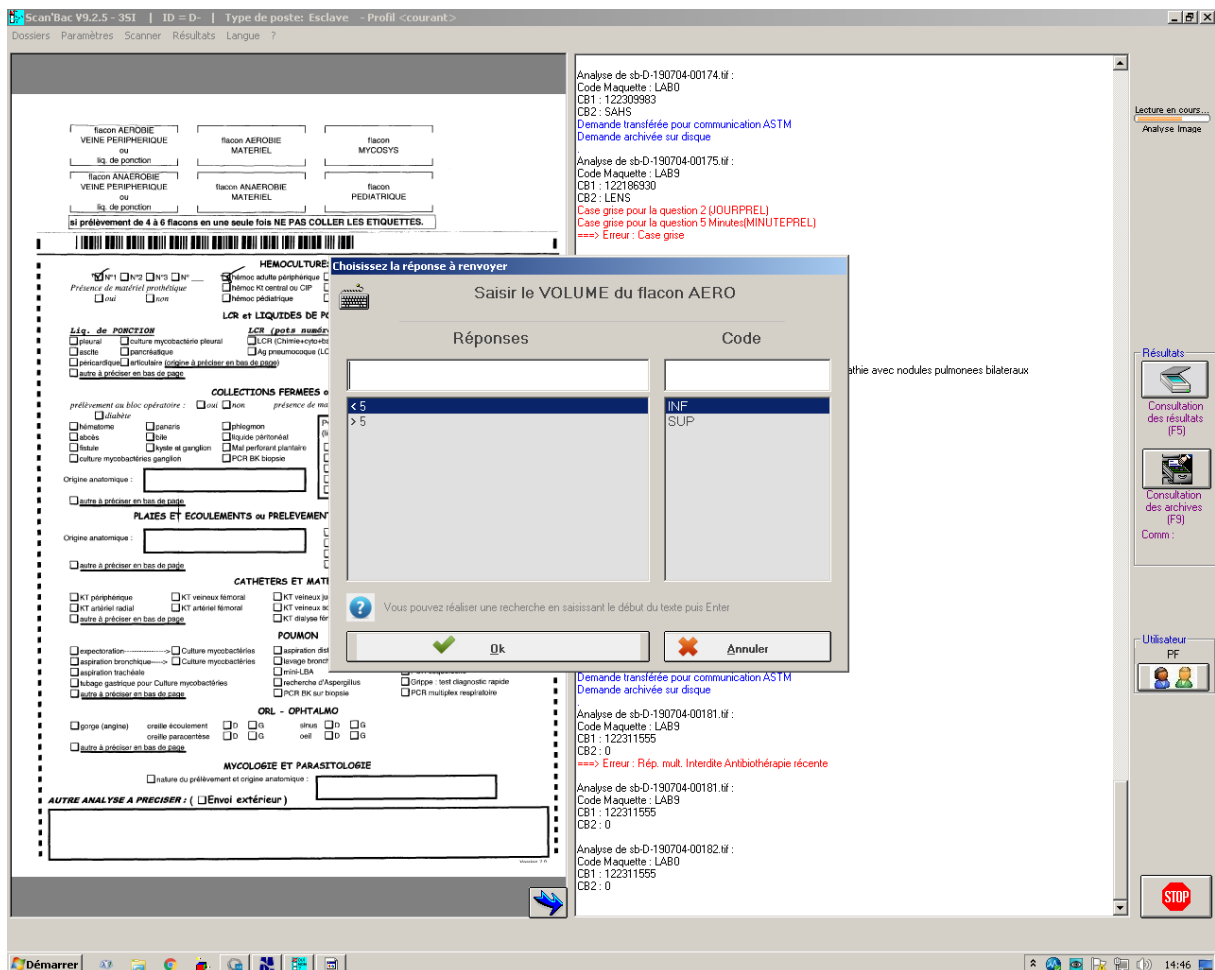 Scan'Bac V9.2.5 - 3SI | ID = D- | Type de poste: Esclave - Profil <courant>
Dossiers Paramètres Scanner Résultats Langue ?
flacon AEROBIE
VEINE PERIPHERIQUE
ou
liq. de ponction
flacon AEROBIE
MATERIEL
flacon
MYCOSYS
flacon ANAEROBIE
VEINE PERIPHERIQUE
ou
liq. de ponction
flacon ANAEROBIE
MATERIEL
flacon
PEDIATRIQUE
si prélèvement de 4 à 6 flacons en une seule fois NE PAS COLLER LES ETIQUETTES.
HEMOCULTURE
N°1 N°2 N°3 N° ___ hémoc adulte périphérique
Présence de matériel prothétique hémoc Kt central ou CIP
oui non hémoc pédiatrique
LCR et LIQUIDES DE
Liq. de PONCTION LCR (pots
pleural culture mycobactérie pleural LCR
ascite pancréatique Ag pneumocoque
péricardique articulaire (origine à préciser en bas de page)
autre à préciser en bas de page
COLLECTIONS FERMEES
prélèvement au bloc opératoire : oui non présence de
diabète
hématome panaris phlegmon
abcès bile liquide péritonéal
fistule kyste et ganglion Mal perforant plantaire
culture mycobactéries ganglion PCR BK biopsie
Origine anatomique :
autre à préciser en bas de page
PLAIES ET ECOULEMENTS ou
Origine anatomique :
autre à préciser en bas de page
CATHETERS ET
KT périphérique KT veineux fémoral KT veineux
KT artériel radial KT artériel fémoral KT veineux
autre à préciser en bas de page KT dialyse
POUMON
expectoration Culture mycobactéries aspiration
aspiration bronchique Culture mycobactéries lavage
aspiration trachéale mini-LBA
tubage gastrique pour Culture mycobactéries recherche d'Aspergillus Grippe : test diagnostic rapide
autre à préciser en bas de page PCR BK sur biopsie PCR multiplex respiratoire
ORL - OPHTALMO
gorge (angine) oreille écoulement D G sinus D G
oreille paracentèse D G oeil D G
autre à préciser en bas de page
MYCOLOGIE ET PARASITOLOGIE
nature du prélèvement et origine anatomique :
AUTRE ANALYSE A PRECISER : ( Envoi extérieur )
Analyse de sb-D-190704-00174.tif :
Code Maquette : LAB0
CB1 : 122309983
CB2 : SAHS
Demande transférée pour communication ASTM
Demande archivée sur disque
.
Analyse de sb-D-190704-00175.tif :
Code Maquette : LAB9
CB1 : 122186930
CB2 : LENS
Case grise pour la question 2 (JOURPREL)
Case grise pour la question 5 Minutes(MINUTEPREL)
===> Erreur : Case grise
athie avec nodules pulmonees bilateraux
Choisissez la réponse à renvoyer
Saisir le VOLUME du flacon AERO
Réponses Code
< 5 INF
> 5 SUP
Vous pouvez réaliser une recherche en saisissant le début du texte puis Enter
Ok Annuler
Demande transférée pour communication ASTM
Demande archivée sur disque
.
Analyse de sb-D-190704-00181.tif :
Code Maquette : LAB9
CB1 : 122311555
CB2 : 0
===> Erreur : Rép. mult. Interdite Antibiothérapie récente
Analyse de sb-D-190704-00181.tif :
Code Maquette : LAB9
CB1 : 122311555
CB2 : 0
Analyse de sb-D-190704-00182.tif :
Code Maquette : LAB0
CB1 : 122311555
CB2 : 0
Lecture en cours...
Analyse Image
Résultats
Consultation
des résultats
(F5)
Consultation
des archives
(F9)
Comm :
Utilisateur
PF
STOP
Démarrer
14:46